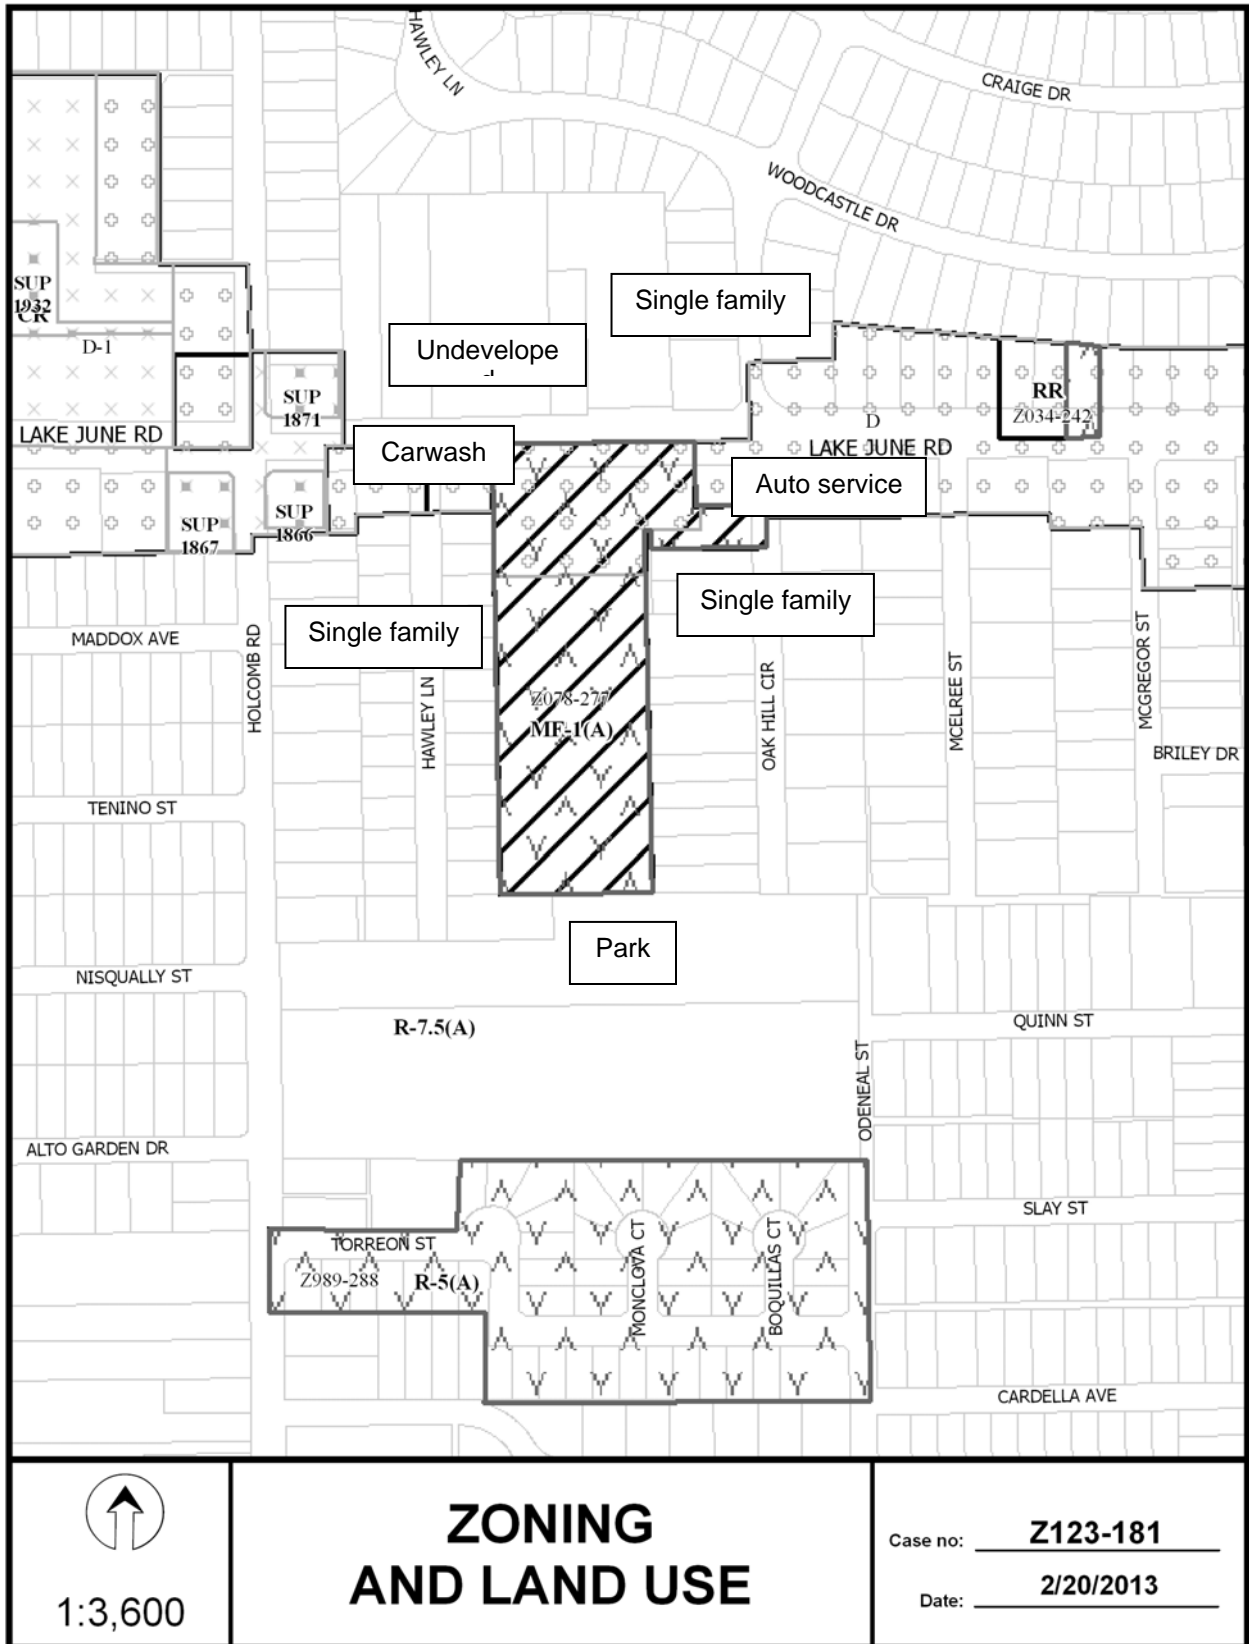 HAWLEY LN
CRAIGE DR
WOODCASTLE DR
SUP
1932
CR
D-1
Single family
Undevelope
SUP
1871
RR
Z034-242
D
LAKE JUNE RD
LAKE JUNE RD
Carwash
Auto service
SUP
1867
SUP
1866
Single family
Single family
MADDOX AVE
HOLCOMB RD
HAWLEY LN
Z078-277
MF-1(A)
OAK HILL CIR
MCELREE ST
MCGREGOR ST
BRILEY DR
TENINO ST
Park
NISQUALLY ST
R-7.5(A)
QUINN ST
ODENEAL ST
ALTO GARDEN DR
SLAY ST
TORREON ST
Z989-288
R-5(A)
MONCLOVA CT
BOQUILLAS CT
CARDELLA AVE
1:3,600
ZONING
AND LAND USE
Case no: Z123-181
Date: 2/20/2013